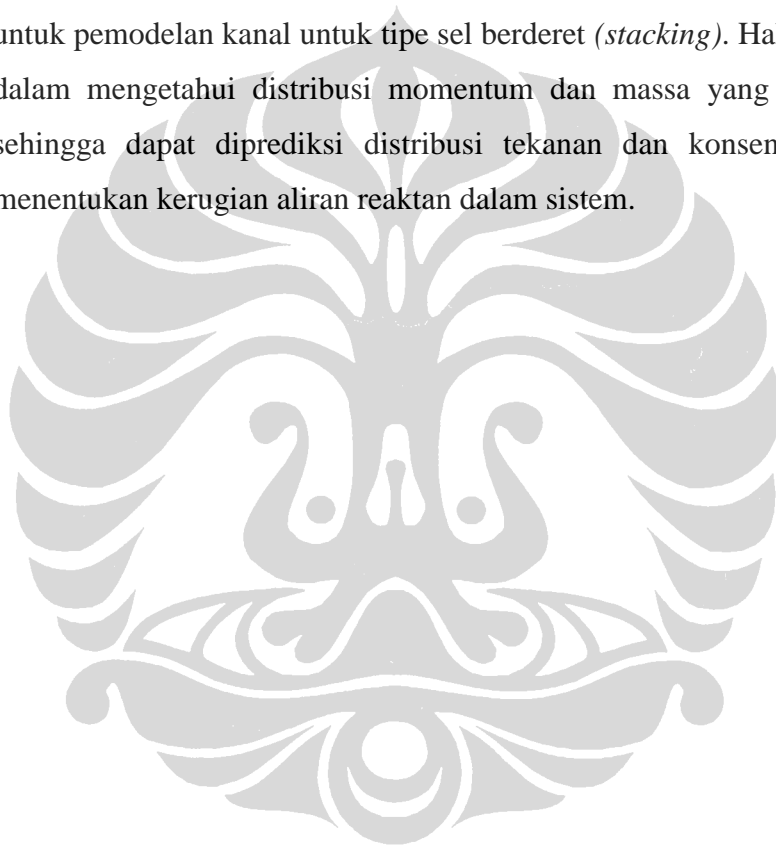 untuk pemodelan kanal untuk tipe sel berderet (stacking). Ha
dalam mengetahui distribusi momentum dan massa yang
sehingga dapat diprediksi distribusi tekanan dan konsen
menentukan kerugian aliran reaktan dalam sistem.